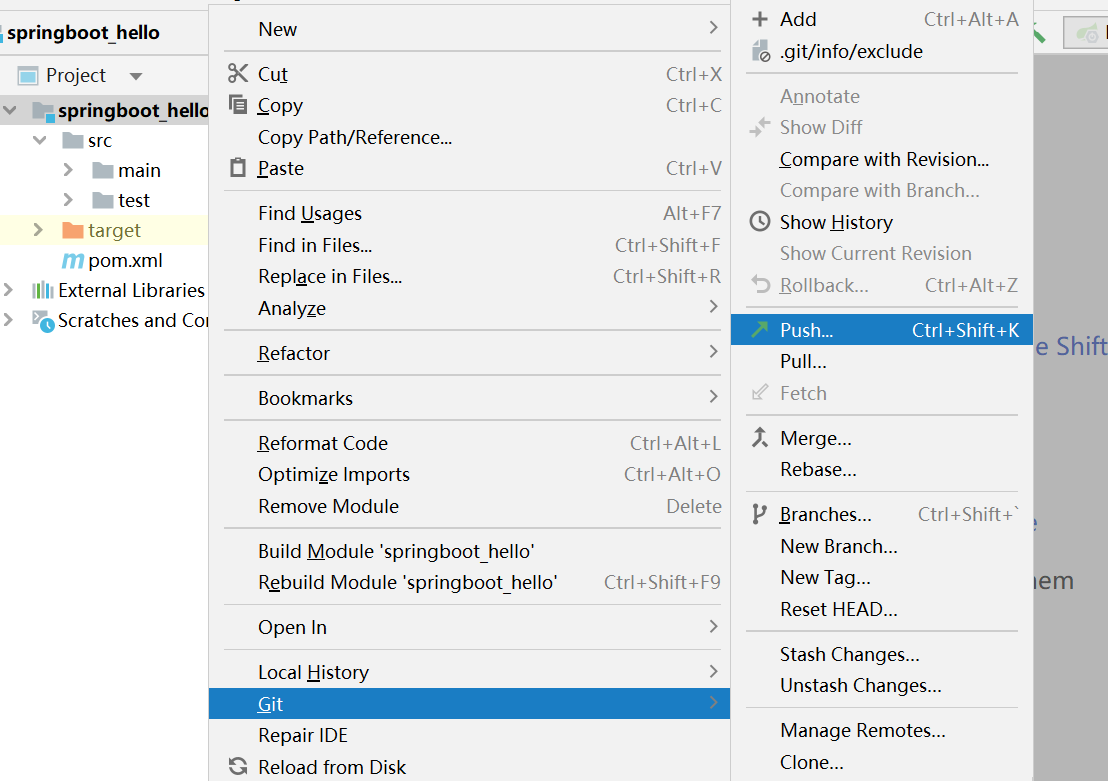 springboot_hello
Project
springboot_hello
src
main
test
target
pom.xml
External Libraries
Scratches and Co
New
Cut Ctrl+X
Copy Ctrl+C
Copy Path/Reference...
Paste Ctrl+V
Find Usages Alt+F7
Find in Files... Ctrl+Shift+F
Replace in Files... Ctrl+Shift+R
Analyze
Refactor
Bookmarks
Reformat Code Ctrl+Alt+L
Optimize Imports Ctrl+Alt+O
Remove Module Delete
Build Module 'springboot_hello'
Rebuild Module 'springboot_hello' Ctrl+Shift+F9
Open In
Local History
Git
Repair IDE
Reload from Disk
Add Ctrl+Alt+A
.git/info/exclude
Annotate
Show Diff
Compare with Revision...
Compare with Branch...
Show History
Show Current Revision
Rollback... Ctrl+Alt+Z
Push... Ctrl+Shift+K
Pull...
Fetch
Merge...
Rebase...
Branches... Ctrl+Shift+`
New Branch...
New Tag...
Reset HEAD...
Stash Changes...
Unstash Changes...
Manage Remotes...
Clone...
e Shift
e
em